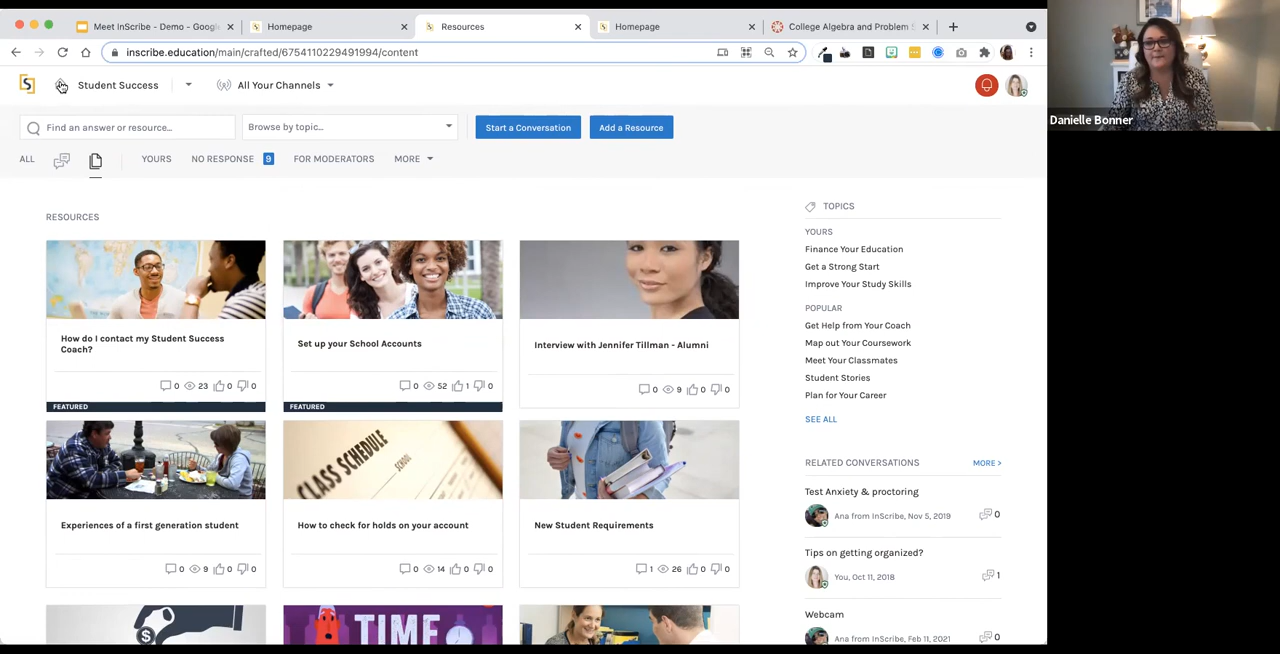 Meet InScribe - Demo - Goog
Homepage
Resources
Homepage
College Algebra and Problem
inscribe.education/main/crafted/6754110229491994/content
Student Success
All Your Channels
Find an answer or resource...
Browse by topic...
Start a Conversation
Add a Resource
ALL
YOURS
NO RESPONSE 9
FOR MODERATORS
MORE
Danielle Bonner
RESOURCES
How do I contact my Student Success
Coach?
0 23 0 0
FEATURED
Set up your School Accounts
0 52 1 0
FEATURED
Interview with Jennifer Tillman - Alumni
0 9 0 0
Experiences of a first generation student
0 9 0 0
CLASS SCHEDULE
SCHOOL
How to check for holds on your account
0 14 0 0
New Student Requirements
1 26 0 0
$
TIME
TOPICS
YOURS
Finance Your Education
Get a Strong Start
Improve Your Study Skills
POPULAR
Get Help from Your Coach
Map out Your Coursework
Meet Your Classmates
Student Stories
Plan for Your Career
SEE ALL
RELATED CONVERSATIONS
MORE >
Test Anxiety & proctoring
Ana from InScribe, Nov 5, 2019
0
Tips on getting organized?
You, Oct 11, 2018
1
Webcam
Ana from InScribe, Feb 11, 2021
0